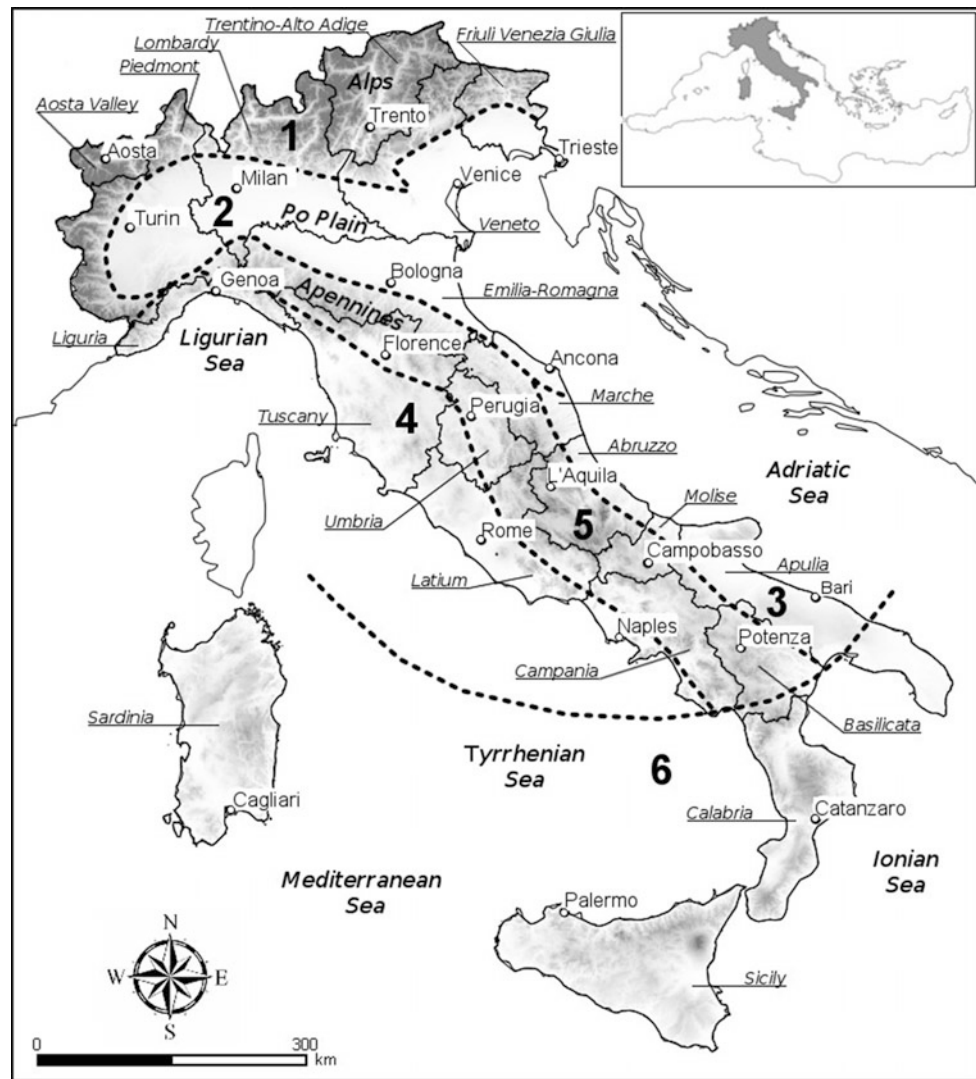 Trentino-Alto Adige
Lombardy
Friuli Venezia Giulia
Piedmont
Alps
Aosta Valley
Trento
1
Aosta
Trieste
Milan
Venice
2
Po Plain
Turin
Veneto
Bologna
Genoa
Apennines
Emilia-Romagna
Liguria
Ligurian
Sea
Florence
Ancona
Marche
4
Perugia
Tuscany
Abruzzo
L'Aquila
Adriatic
Sea
Molise
Umbria
5
Rome
Campobasso
Apulia
Latium
3
Bari
Naples
Potenza
Campania
Sardinia
Basilicata
Tyrrhenian
Sea
6
Cagliari
Calabria
Catanzaro
Mediterranean
Sea
Ionian
Sea
Palermo
N
W
E
S
Sicily
0
300
km